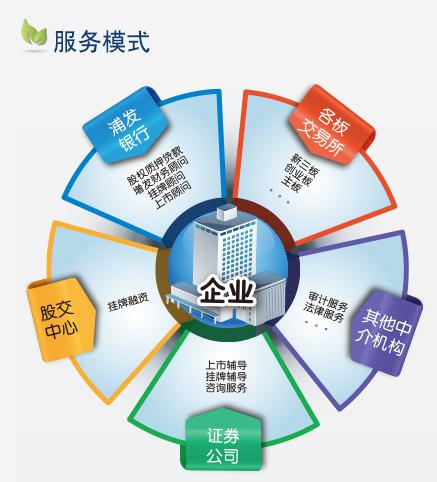 服务模式
浦发
银行
股权质押贷款
增发财务顾问
挂牌顾问
上市顾问
各板
交易所
新三板
创业板
主板
。。。
股交
中心
挂牌融资
企业
审计服务
法律服务
。。。
其他中
介机构
上市辅导
挂牌辅导
咨询服务
证券
公司